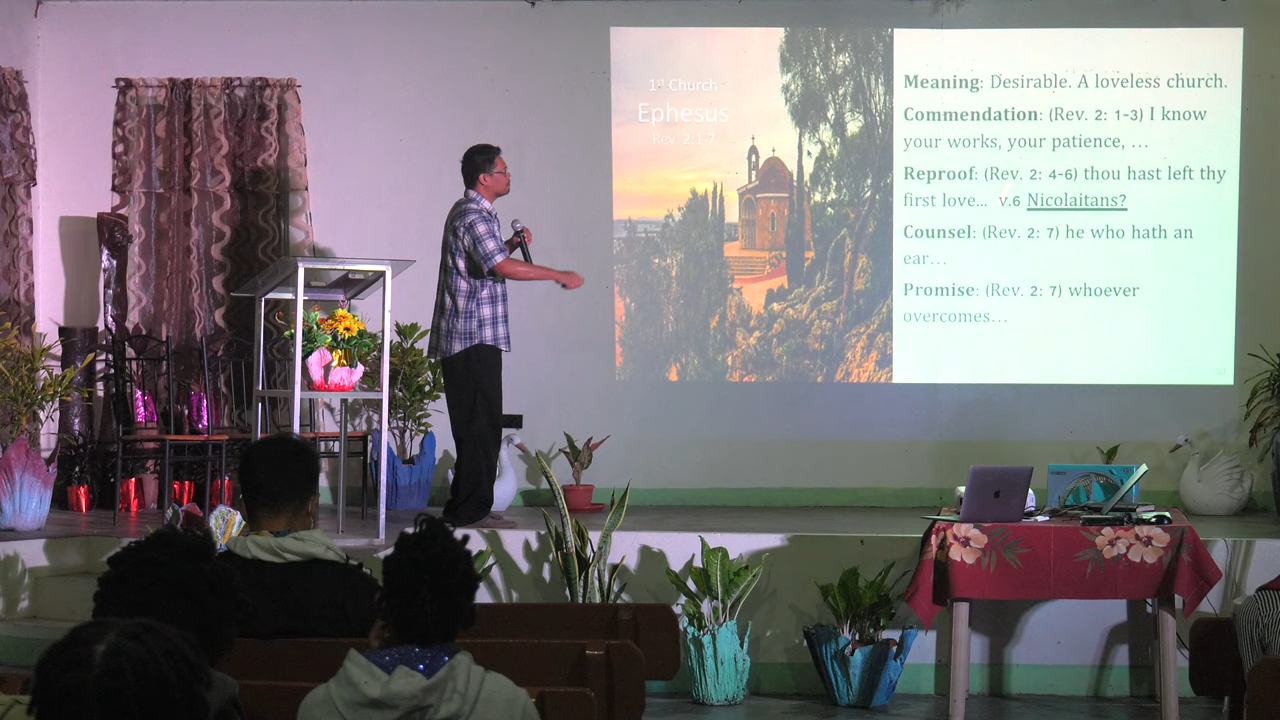 1st Church
Ephesus
Rev. 2:1-7
Meaning: Desirable. A loveless church.
Commendation: (Rev. 2: 1-3) I know
your works, your patience, …
Reproof: (Rev. 2: 4-6) thou hast left thy
first love… v.6 Nicolaitans?
Counsel: (Rev. 2: 7) he who hath an
ear…
Promise: (Rev. 2: 7) whoever
overcomes…